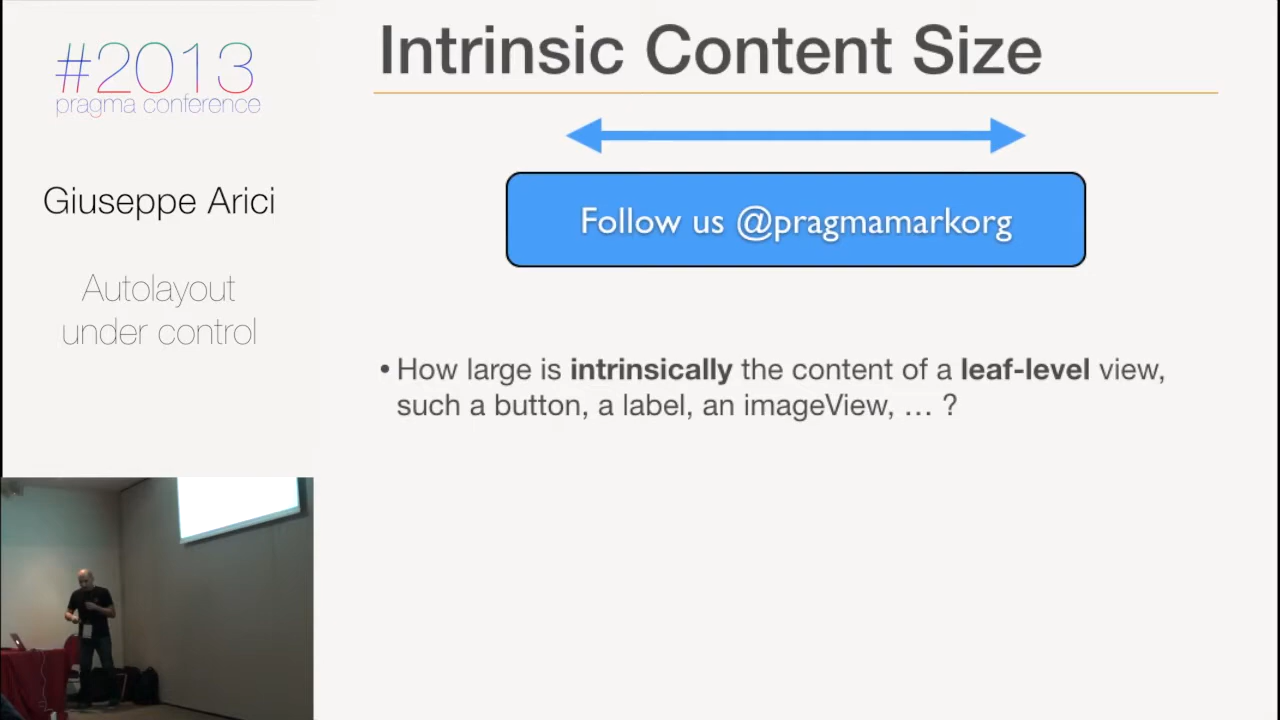 #2013
pragma conference
Giuseppe Arici
Autolayout
under control
Intrinsic Content Size
Follow us @pragmamarkorg
• How large is intrinsically the content of a leaf-level view,
such a button, a label, an imageView, … ?